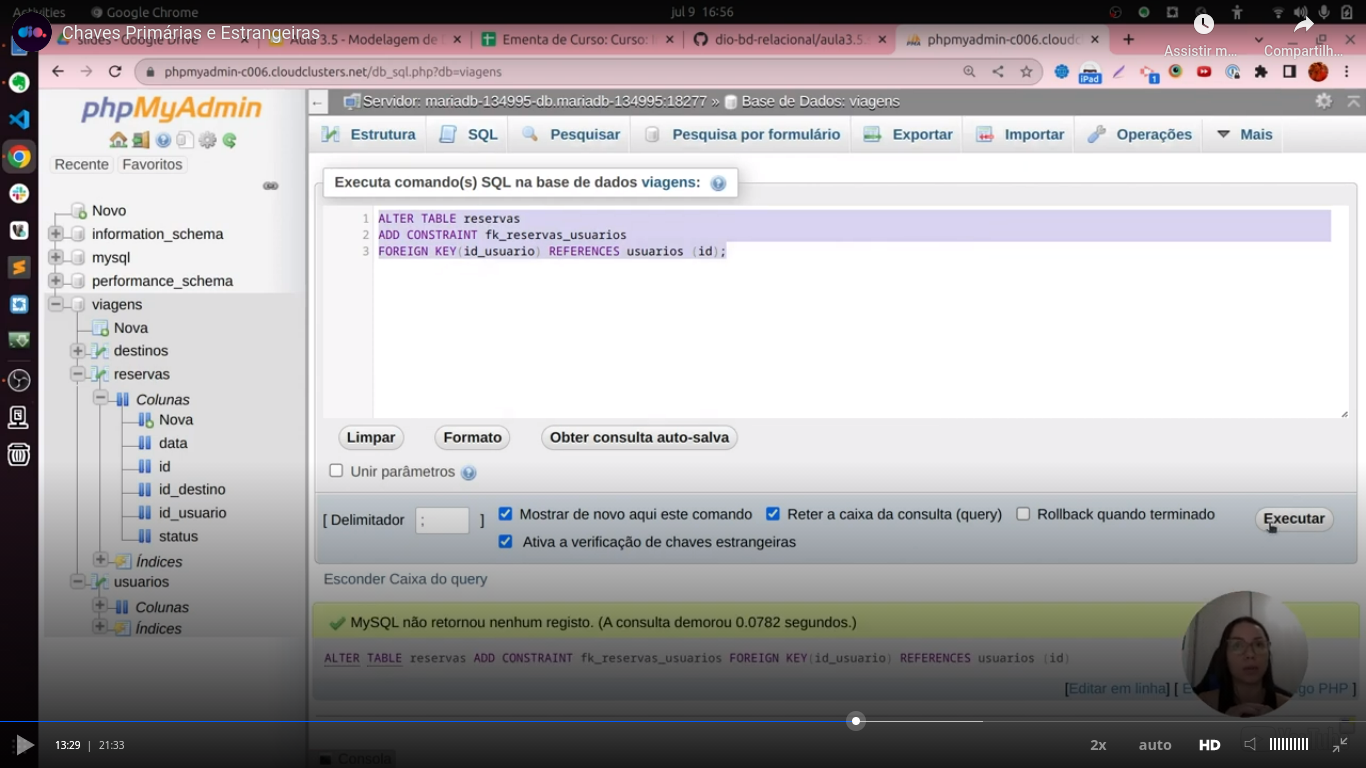 Activities
Google Chrome
jul 9 16:56
Chaves Primárias e Estrangeiras
Assistir m...
Compartilh...
slides - Google Drive
Aula 3.5 - Modelagem de
Ementa de Curso: Curso:
dio-bd-relacional/aula3.5.
phpmyadmin-c006.cloudc
phpmyadmin-c006.cloudclusters.net/db_sql.php?db=viagens
iPad
1
phpMyAdmin
Servidor: mariadb-134995-db.mariadb-134995:18277 » Base de Dados: viagens
Estrutura
SQL
Pesquisar
Pesquisa por formulário
Exportar
Importar
Operações
Mais
Recente
Favoritos
Novo
information_schema
mysql
performance_schema
viagens
Nova
destinos
reservas
Colunas
Nova
data
id
id_destino
id_usuario
status
Índices
usuarios
Colunas
Índices
Executa comando(s) SQL na base de dados viagens:
1 ALTER TABLE reservas
2 ADD CONSTRAINT fk_reservas_usuarios
3 FOREIGN KEY(id_usuario) REFERENCES usuarios (id);
Limpar
Formato
Obter consulta auto-salva
Unir parâmetros
[ Delimitador ; ]
Mostrar de novo aqui este comando
Reter a caixa da consulta (query)
Rollback quando terminado
Executar
Ativa a verificação de chaves estrangeiras
Esconder Caixa do query
MySQL não retornou nenhum registo. (A consulta demorou 0.0782 segundos.)
ALTER TABLE reservas ADD CONSTRAINT fk_reservas_usuarios FOREIGN KEY(id_usuario) REFERENCES usuarios (id)
[Editar em linha] [ E
go PHP ]
Consola
13:29 | 21:33
2x
auto
HD